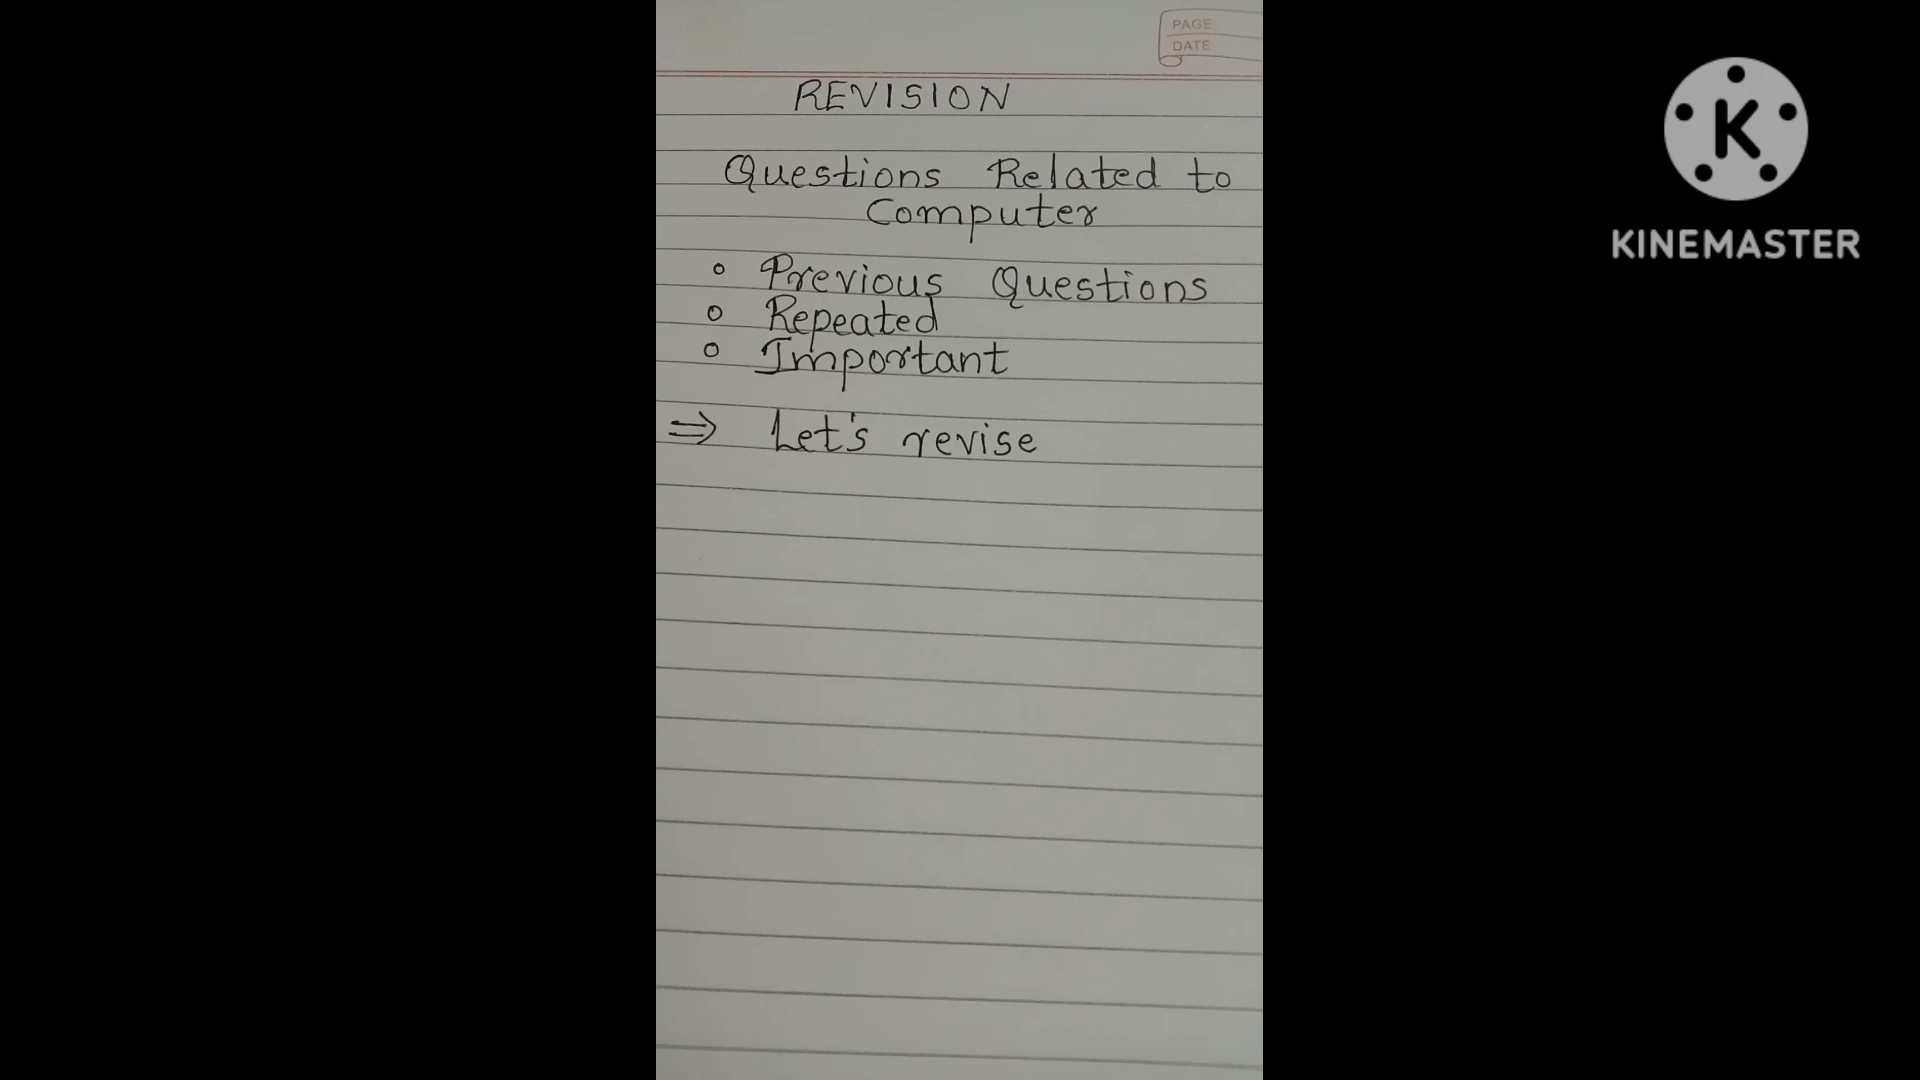 PAGE:
DATE:
REVISION
Questions Related to
Computer
Previous Questions
Repeated
Important
⇒ Let's revise
KINEMASTER